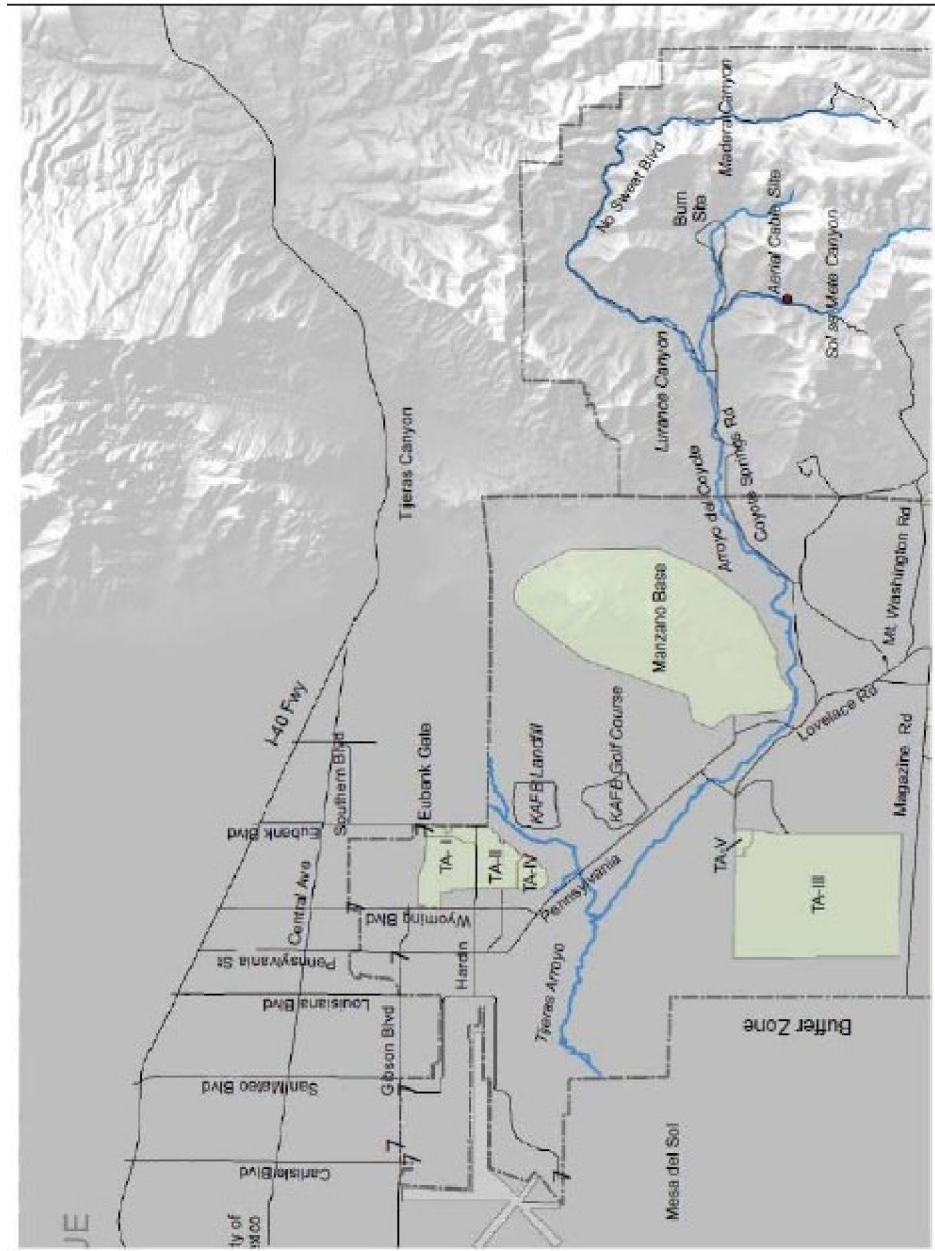 UE
ty of
xico
Carlisle Blvd
San Mateo Blvd
Gibson Blvd
Louisiana Blvd
Pennsylvania St
Central Ave
Wyoming Blvd
Hardin
Eubank Blvd
Southern Blvd
Eubank Gate
I-40 Fwy
Tijeras Canyon
TA- I
TA-II
TA-IV
KAFB Landfill
KAFB Golf Course
Pennsylvania
Tijeras Arroyo
Mesa del Sol
Buffer Zone
TA-III
TA-V
Magazine Rd
Lovelace Rd
Mt. Washington Rd
Manzano Base
Arroyo del Coyote
Coyote Springs Rd
Lurance Canyon
No Sweat Blvd
Burn
Site
Madera Canyon
Aerial Cable Site
Sol se Mete Canyon